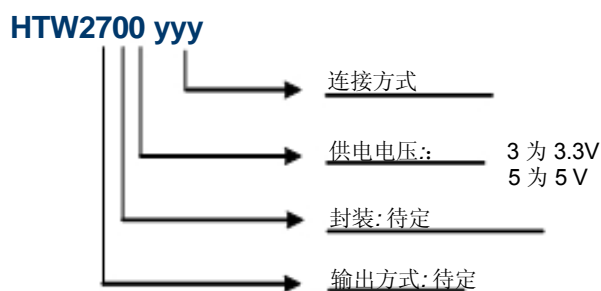 HTW2700 yyy
连接方式
供电电压:： 3 为 3.3V
5 为 5 V
封装: 待定
输出方式: 待定